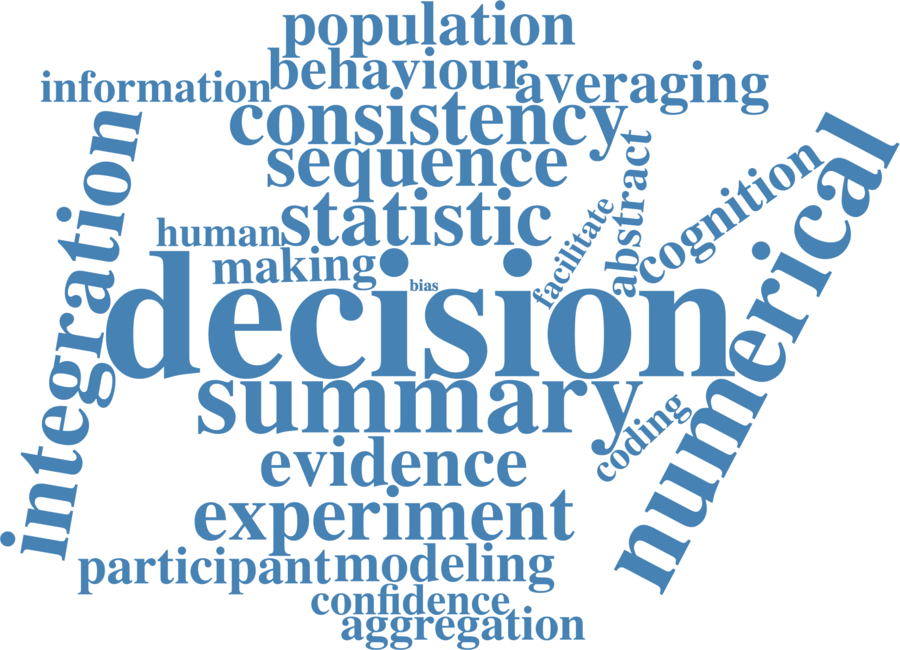 population
behaviour
information
averaging
consistency
sequence
integration
numerical
abstract
cognition
statistic
facilitate
human
making
bias
decision
summary
coding
evidence
experiment
participant
modeling
confidence
aggregation